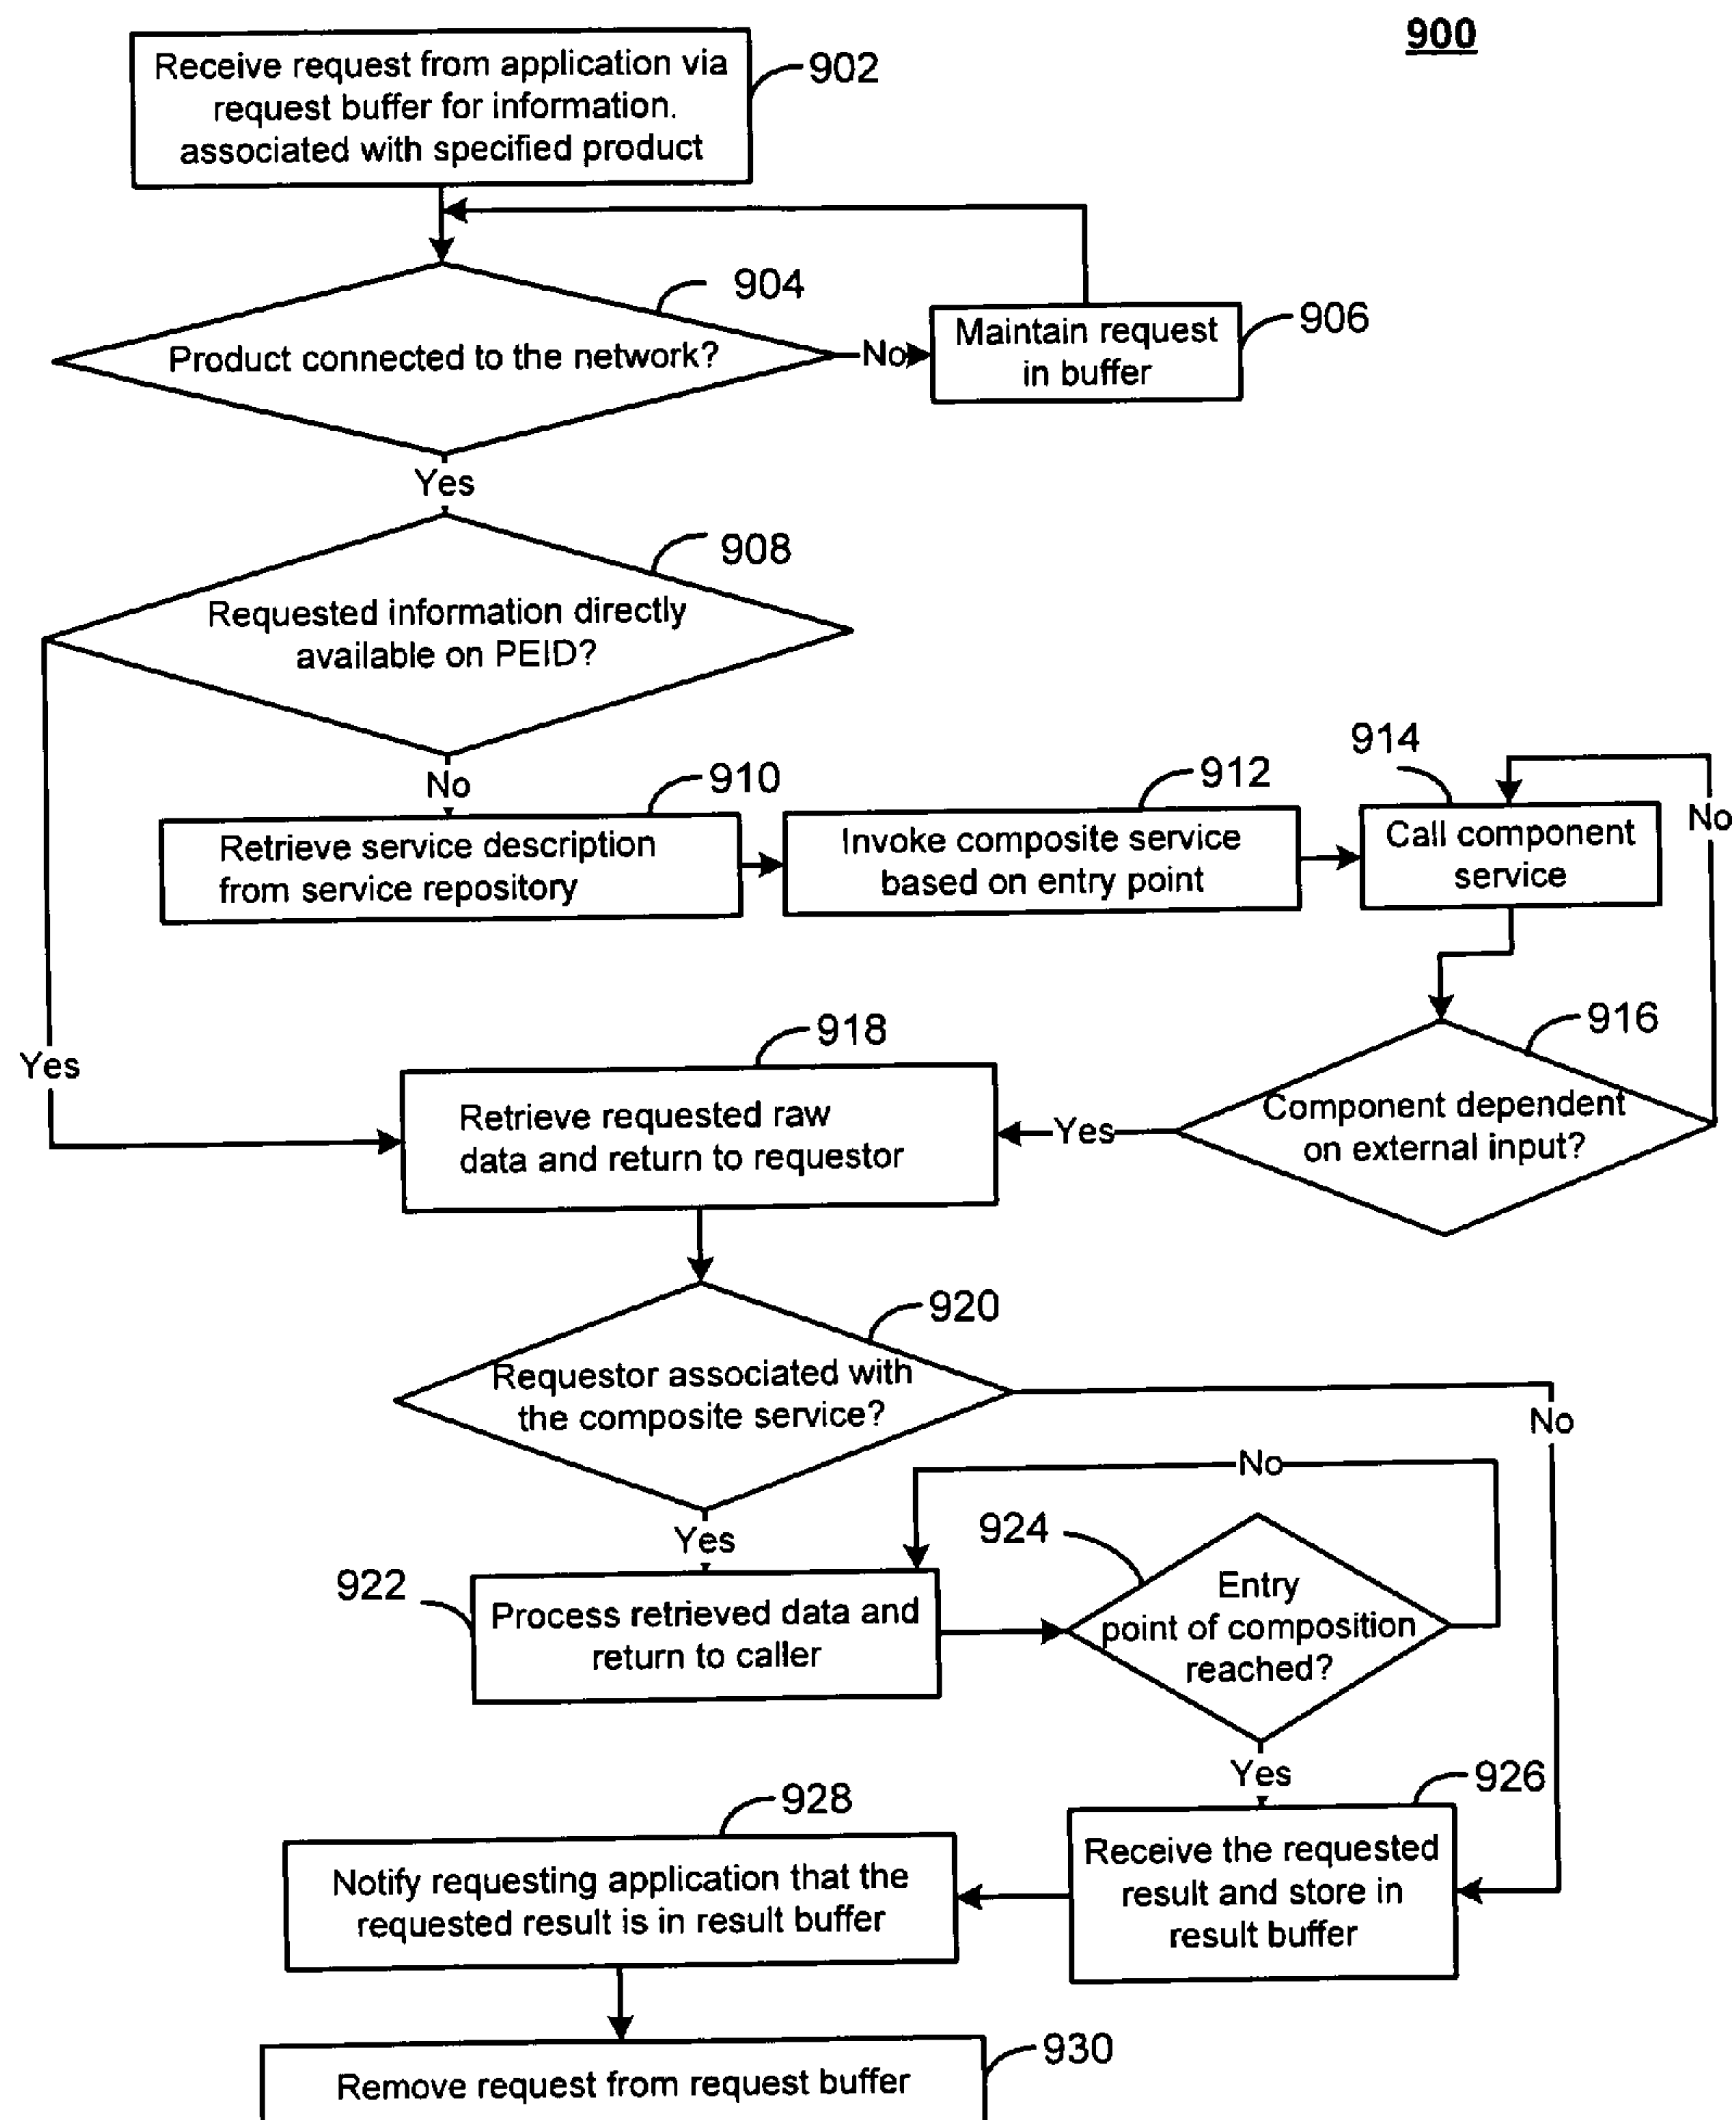 900
Receive request from application via
request buffer for information.
associated with specified product
902
904
Product connected to the network?
No
Maintain request
in buffer
906
Yes
908
Requested information directly
available on PEID?
No
910
Retrieve service description
from service repository
912
Invoke composite service
based on entry point
914
Call component
service
No
916
Component dependent
on external input?
Yes
Yes
918
Retrieve requested raw
data and return to requestor
920
Requestor associated with
the composite service?
No
Yes
922
Process retrieved data and
return to caller
No
924
Entry
point of composition
reached?
Yes
926
Receive the requested
result and store in
result buffer
928
Notify requesting application that the
requested result is in result buffer
930
Remove request from request buffer